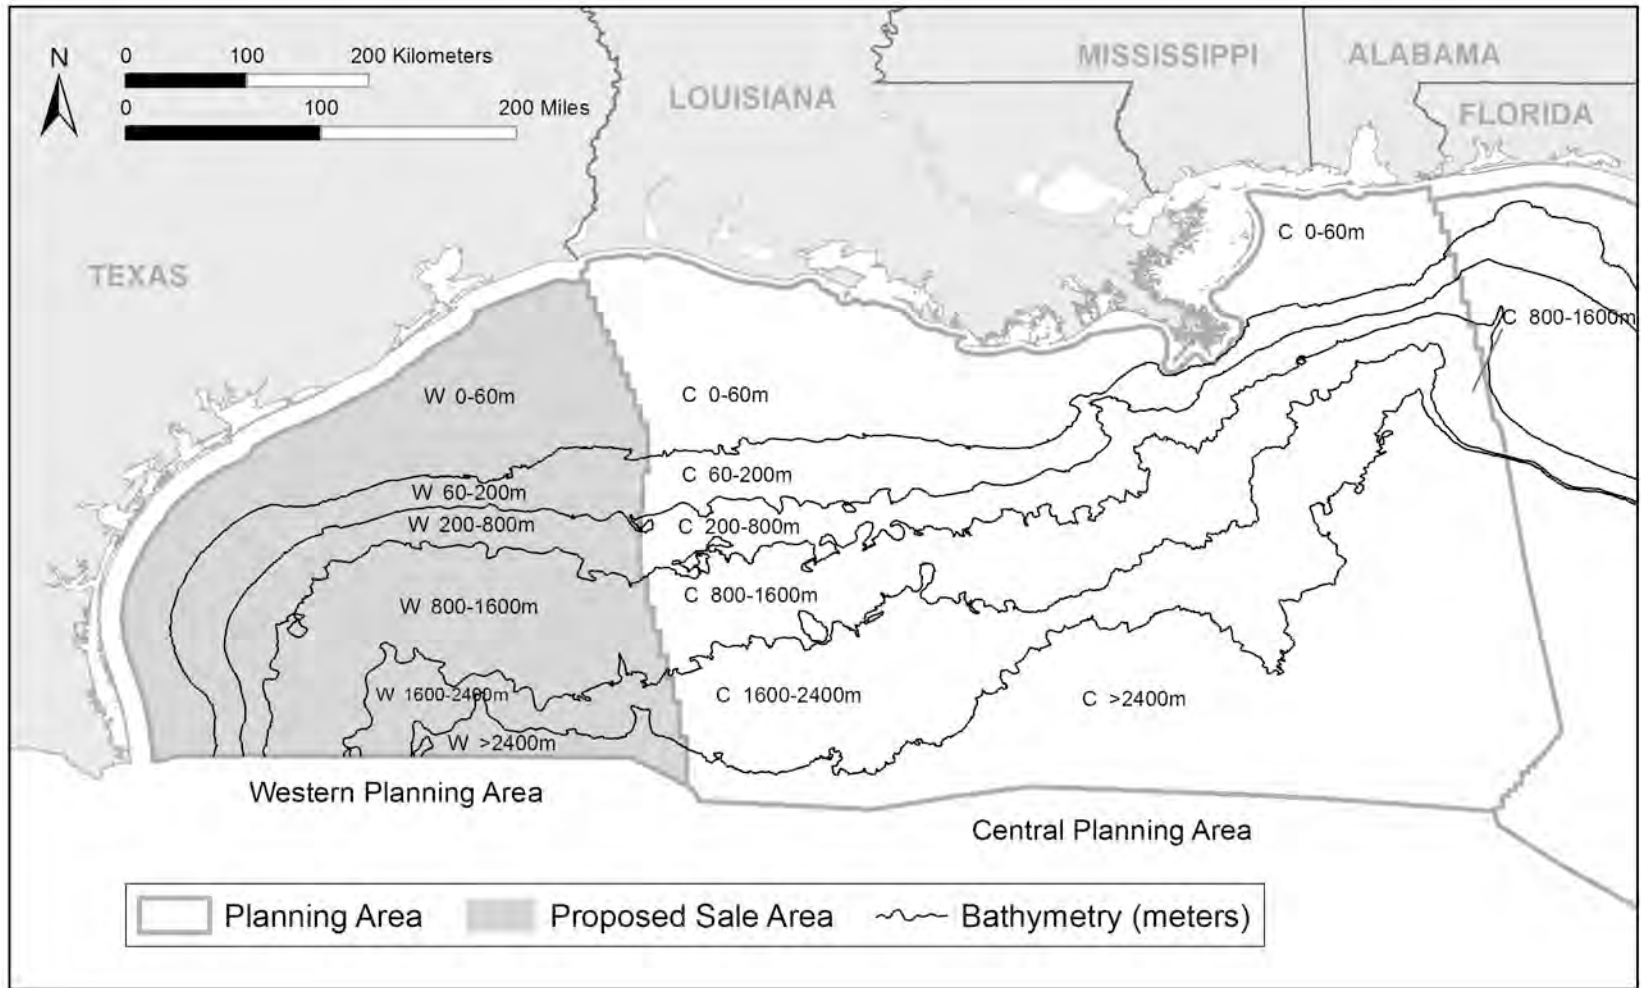 N
0 100 200 Kilometers
0 100 200 Miles
TEXAS
LOUISIANA
MISSISSIPPI
ALABAMA
FLORIDA
C 0-60m
C 800-1600m
W 0-60m
C 0-60m
W 60-200m
C 60-200m
W 200-800m
C 200-800m
W 800-1600m
C 800-1600m
W 1600-2400m
C 1600-2400m
C >2400m
W >2400m
Western Planning Area
Central Planning Area
Planning Area
Proposed Sale Area
Bathymetry (meters)